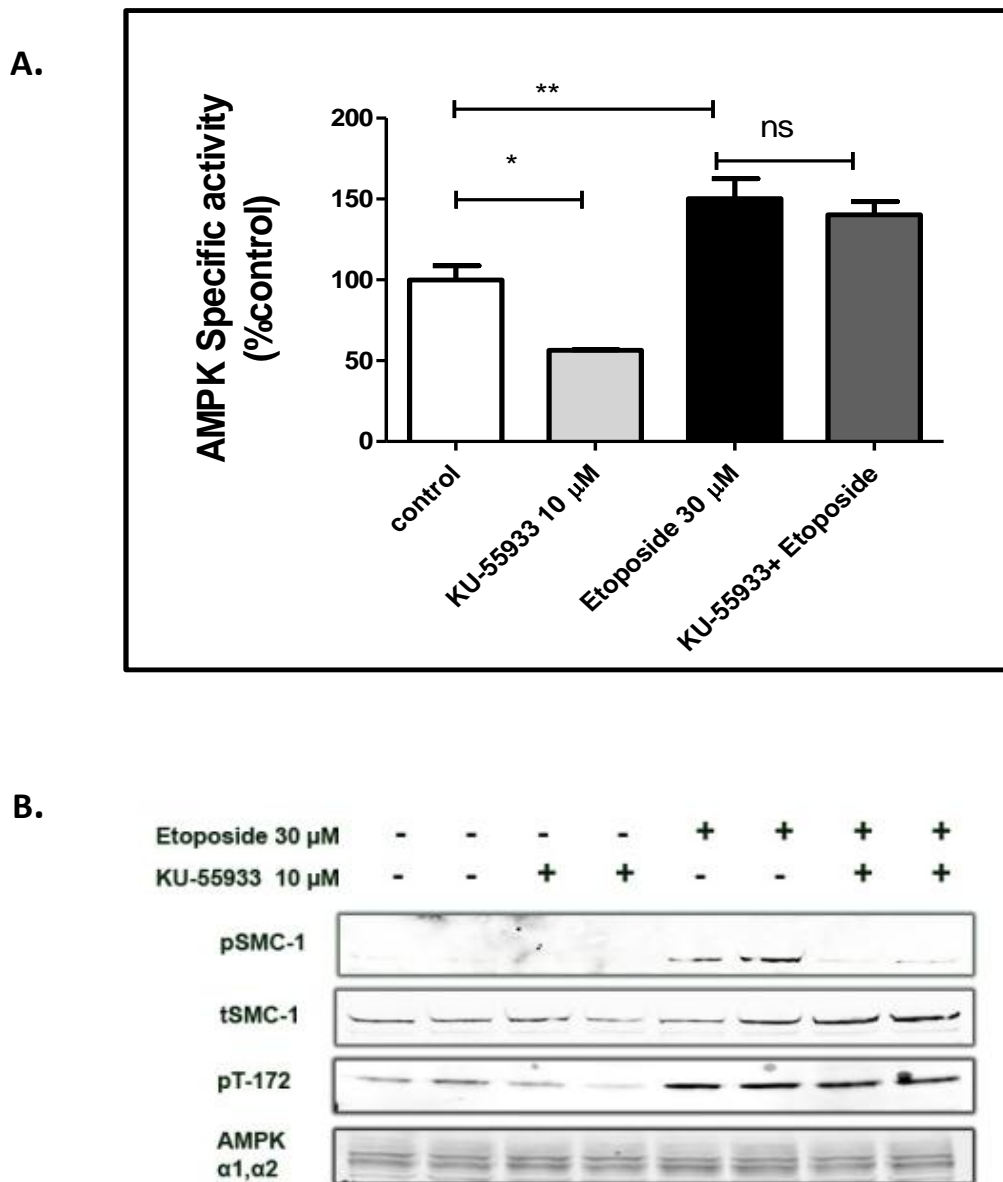 A.
AMPK Specific activity
(%control)
200
150
100
50
0
**
*
ns
control
KU-55933 10 μM
Etoposide 30 μM
KU-55933+ Etoposide
B.
Etoposide 30 μM - - - - + + + +
KU-55933 10 μM - - + + - - + +
pSMC-1
tSMC-1
pT-172
AMPK
α1,α2